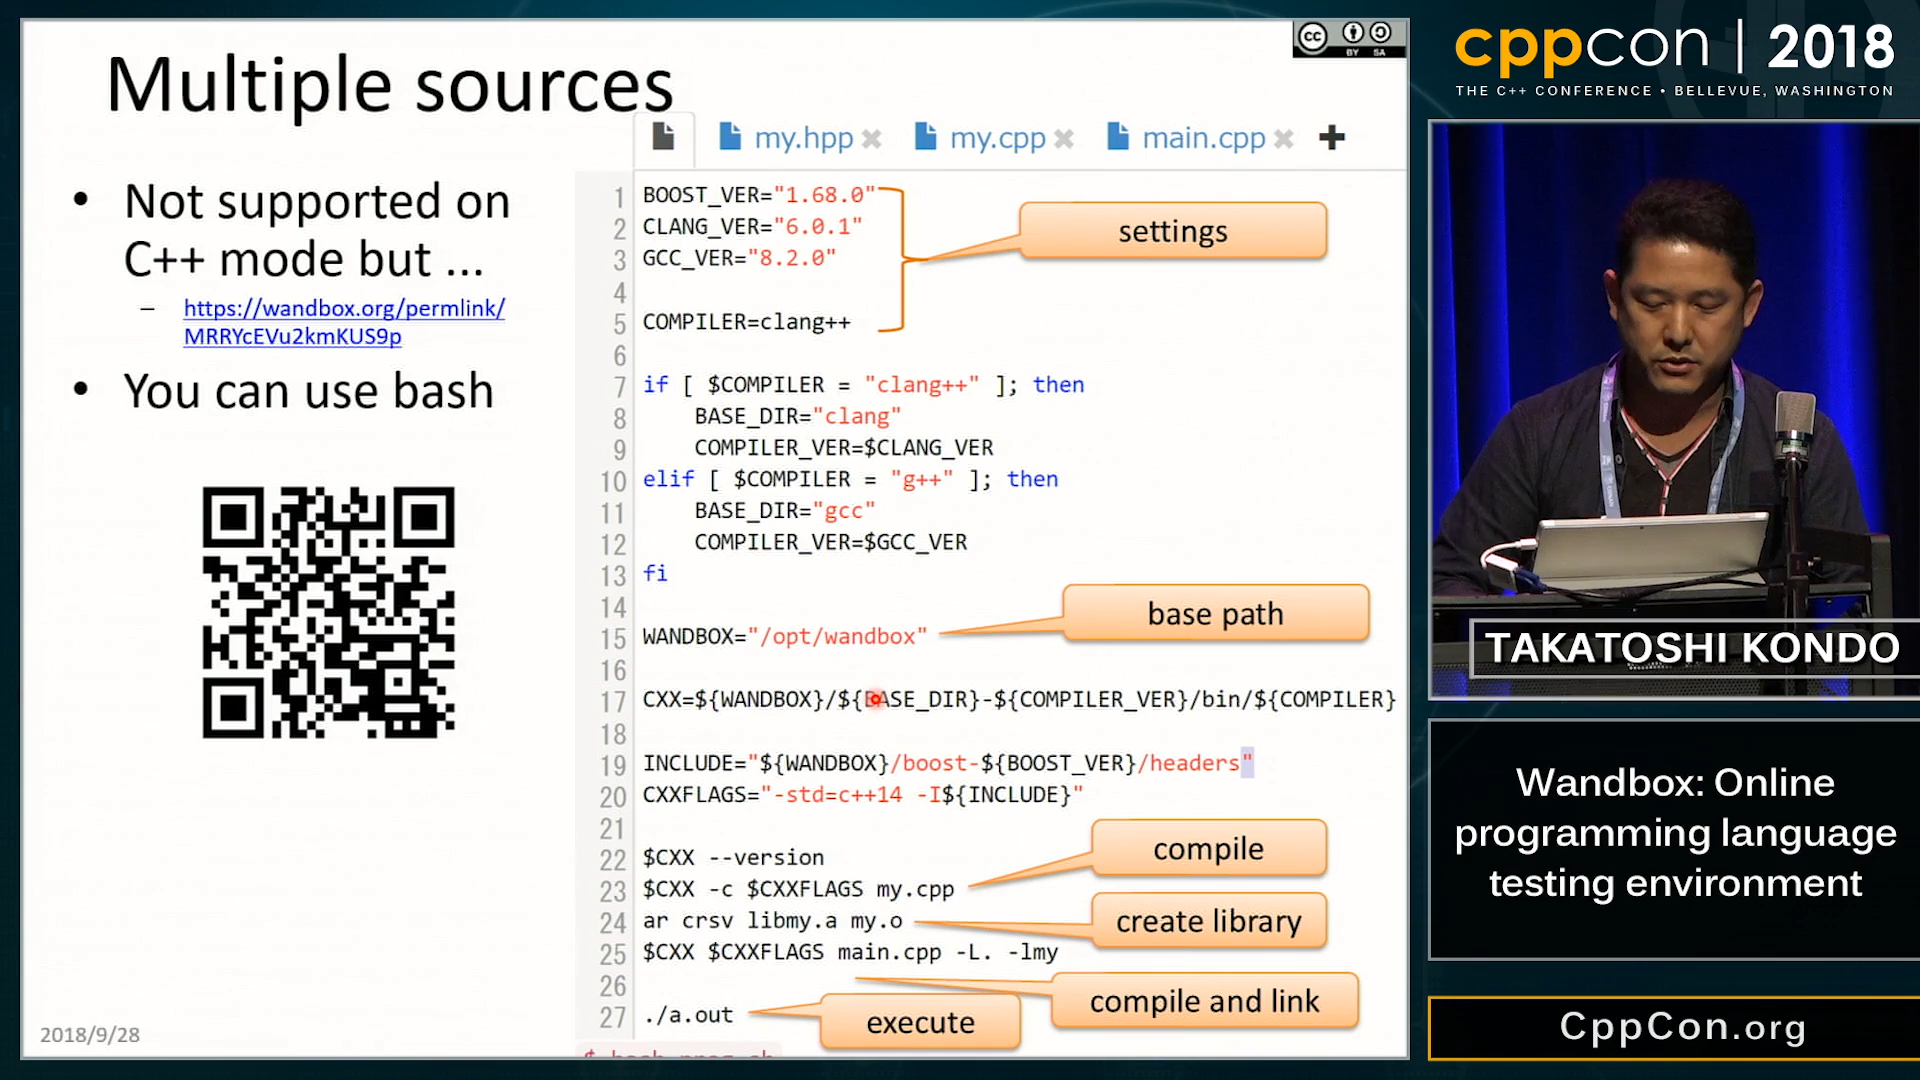 Multiple sources
cc BY SA
• Not supported on
C++ mode but ...
– https://wandbox.org/permlink/
MRRYcEVu2kmKUS9p
• You can use bash
2018/9/28
my.hpp
my.cpp
main.cpp
1 BOOST_VER="1.68.0"
2 CLANG_VER="6.0.1"
3 GCC_VER="8.2.0"
4
5 COMPILER=clang++
6
7 if [ $COMPILER = "clang++" ]; then
8 BASE_DIR="clang"
9 COMPILER_VER=$CLANG_VER
10 elif [ $COMPILER = "g++" ]; then
11 BASE_DIR="gcc"
12 COMPILER_VER=$GCC_VER
13 fi
14
15 WANDBOX="/opt/wandbox"
16
17 CXX=${WANDBOX}/${BASE_DIR}-${COMPILER_VER}/bin/${COMPILER}
18
19 INCLUDE="${WANDBOX}/boost-${BOOST_VER}/headers"
20 CXXFLAGS="-std=c++14 -I${INCLUDE}"
21
22 $CXX --version
23 $CXX -c $CXXFLAGS my.cpp
24 ar crsv libmy.a my.o
25 $CXX $CXXFLAGS main.cpp -L. -lmy
26
27 ./a.out
settings
base path
compile
create library
compile and link
execute
cppcon | 2018
THE C++ CONFERENCE • BELLEVUE, WASHINGTON
TAKATOSHI KONDO
Wandbox: Online
programming language
testing environment
CppCon.org